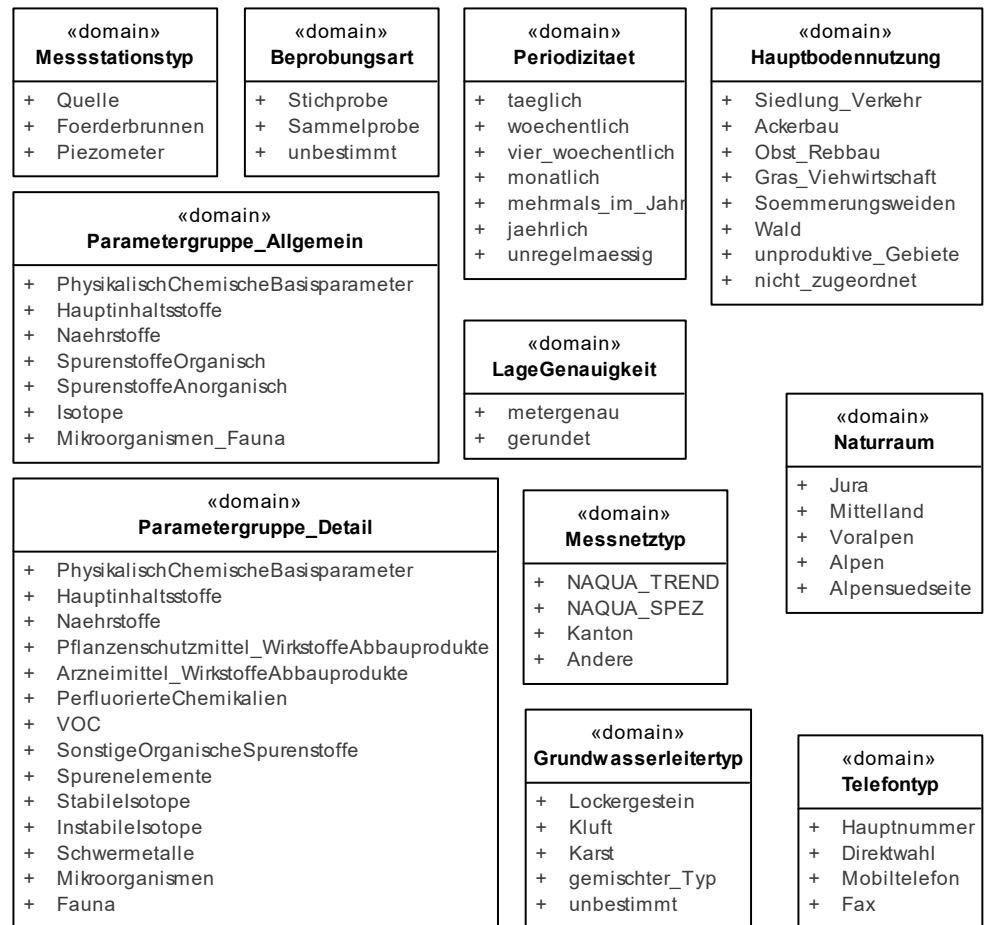 «domain»
Messstationstyp
+ Quelle
+ Foerderbrunnen
+ Piezometer
«domain»
Beprobungsart
+ Stichprobe
+ Sammelprobe
+ unbestimmt
«domain»
Periodizitaet
+ taeglich
+ woechentlich
+ vier_woechentlich
+ monatlich
+ mehrmals_im_Jahr
+ jaehrlich
+ unregelmaessig
«domain»
Hauptbodennutzung
+ Siedlung_Verkehr
+ Ackerbau
+ Obst_Rebbau
+ Gras_Viehwirtschaft
+ Soemmerungsweiden
+ Wald
+ unproduktive_Gebiete
+ nicht_zugeordnet
«domain»
Parametergruppe_Allgemein
+ PhysikalischChemischeBasisparameter
+ Hauptinhaltsstoffe
+ Naehrstoffe
+ SpurenstoffeOrganisch
+ SpurenstoffeAnorganisch
+ Isotope
+ Mikroorganismen_Fauna
«domain»
LageGenauigkeit
+ metergenau
+ gerundet
«domain»
Naturraum
+ Jura
+ Mittelland
+ Voralpen
+ Alpen
+ Alpensuedseite
«domain»
Parametergruppe_Detail
+ PhysikalischChemischeBasisparameter
+ Hauptinhaltsstoffe
+ Naehrstoffe
+ Pflanzenschutzmittel_WirkstoffeAbbauprodukte
+ Arzneimittel_WirkstoffeAbbauprodukte
+ PerfluorierteChemikalien
+ VOC
+ SonstigeOrganischeSpurenstoffe
+ Spurenelemente
+ StabileIsotope
+ InstabileIsotope
+ Schwermetalle
+ Mikroorganismen
+ Fauna
«domain»
Messnetztyp
+ NAQUA_TREND
+ NAQUA_SPEZ
+ Kanton
+ Andere
«domain»
Grundwasserleitertyp
+ Lockergestein
+ Kluft
+ Karst
+ gemischter_Typ
+ unbestimmt
«domain»
Telefontyp
+ Hauptnummer
+ Direktwahl
+ Mobiltelefon
+ Fax